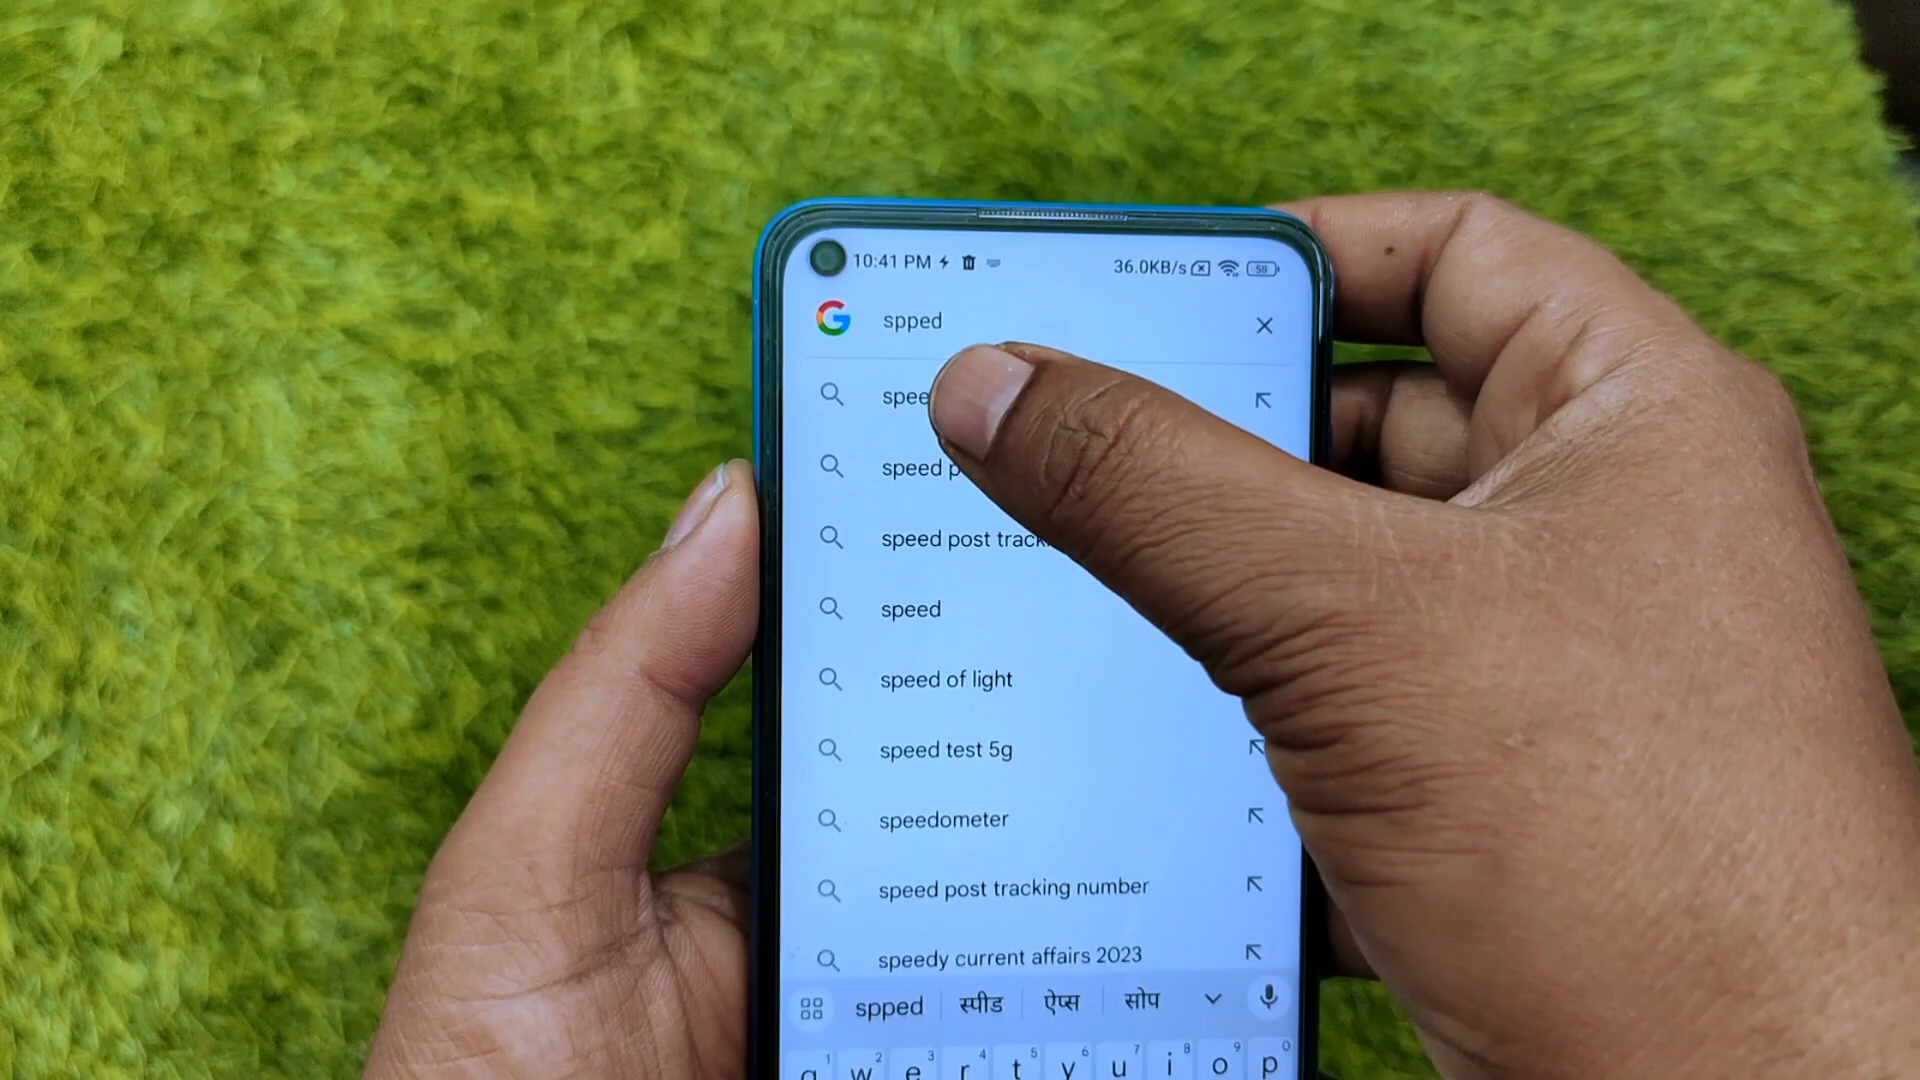 10:41 PM 36.0KB/s 58
spped
speed post track
speed
speed of light
speed test 5g
speedometer
speed post tracking number
speedy current affairs 2023
spped स्पीड ऐप्स सोप
1 2 3 4 5 6 7 8 9 0
q w e r t y u i o p